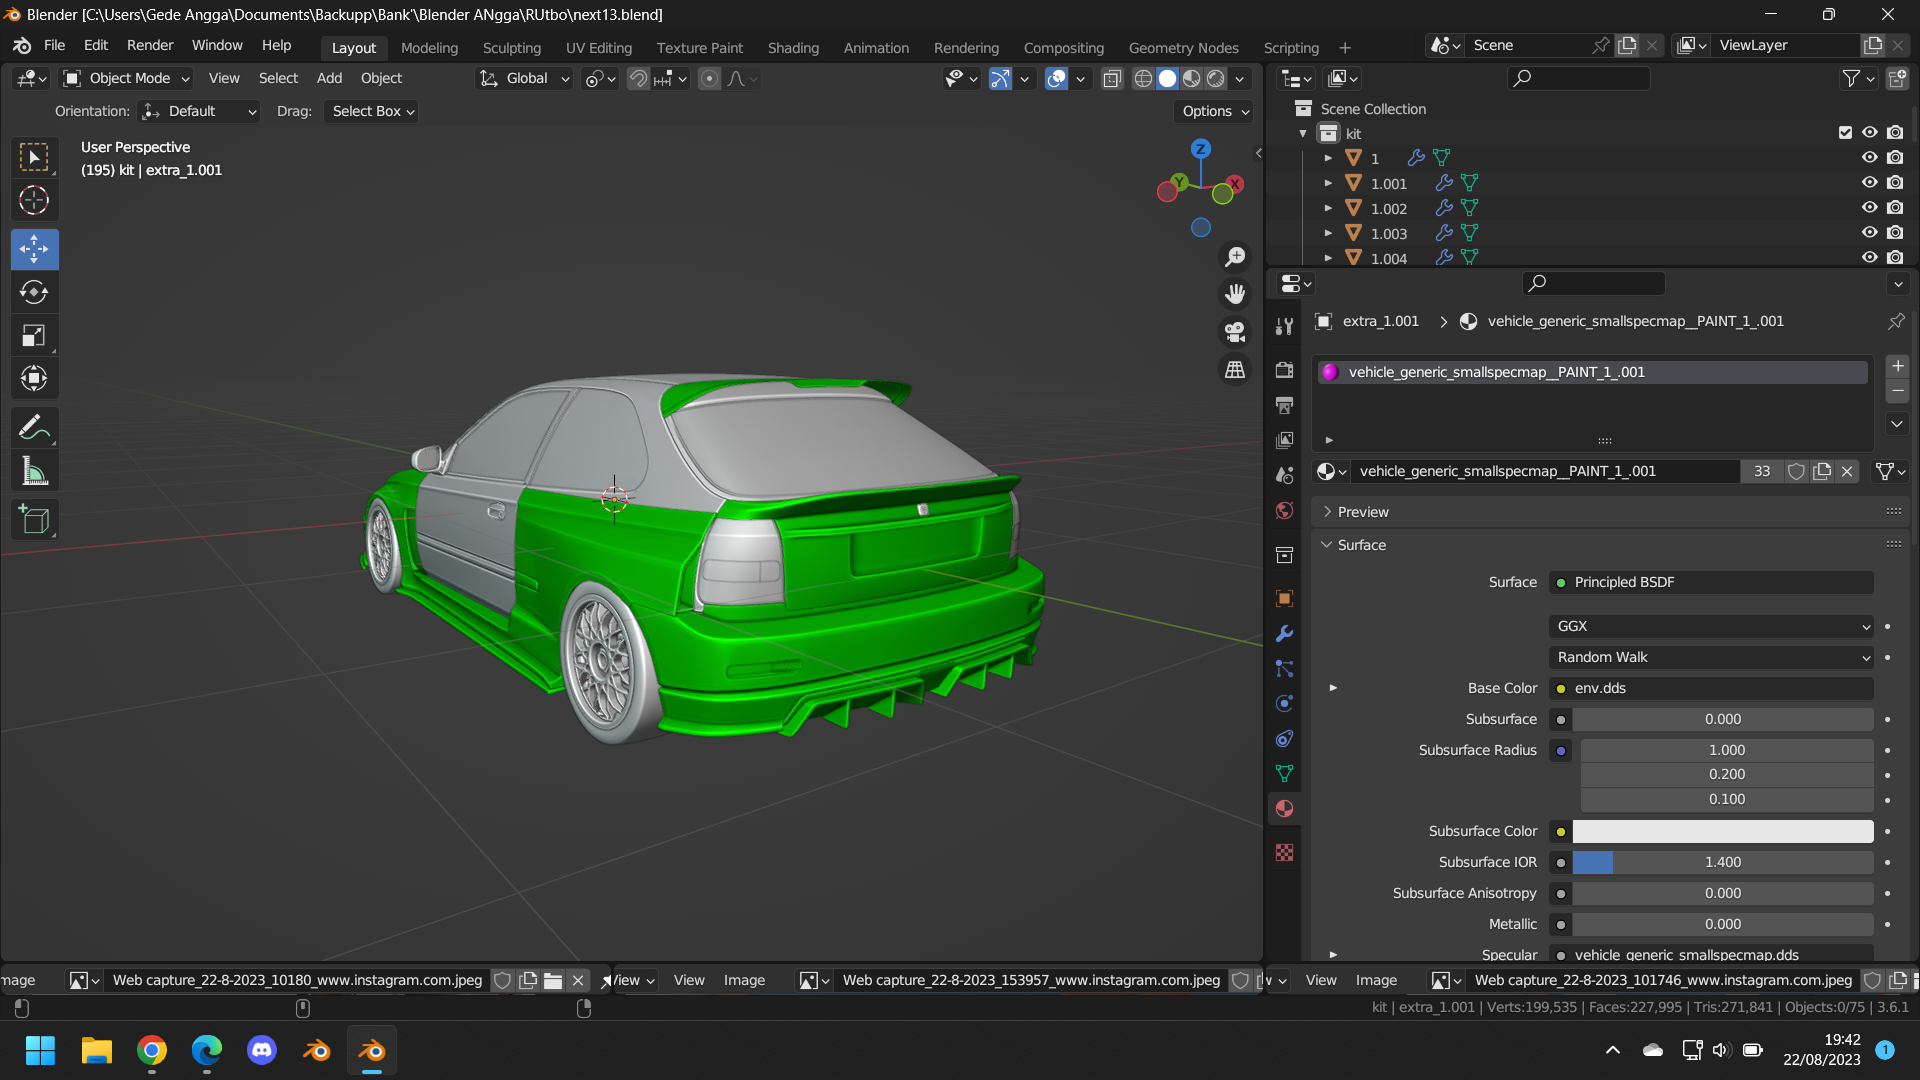 Blender [C:\Users\Gede Angga\Documents\Backupp\Bank'\Blender ANgga\RUtbo\next13.blend]
File Edit Render Window Help Layout Modeling Sculpting UV Editing Texture Paint Shading Animation Rendering Compositing Geometry Nodes Scripting + Scene ViewLayer
Object Mode View Select Add Object Global
Orientation: Default Drag: Select Box Options
User Perspective
(195) kit | extra_1.001
Z
Y
X
Scene Collection
kit
1
1.001
1.002
1.003
1.004
extra_1.001 > vehicle_generic_smallspecmap__PAINT_1_.001
vehicle_generic_smallspecmap__PAINT_1_.001
vehicle_generic_smallspecmap__PAINT_1_.001 33
Preview
Surface
Surface Principled BSDF
GGX
Random Walk
Base Color env.dds
Subsurface 0.000
Subsurface Radius 1.000
0.200
0.100
Subsurface Color
Subsurface IOR 1.400
Subsurface Anisotropy 0.000
Metallic 0.000
Specular vehicle_generic_smallspecmap.dds
mage Web capture_22-8-2023_10180_www.instagram.com.jpeg View View Image Web capture_22-8-2023_153957_www.instagram.com.jpeg View Image Web capture_22-8-2023_101746_www.instagram.com.jpeg
kit | extra_1.001 | Verts:199,535 | Faces:227,995 | Tris:271,841 | Objects:0/75 | 3.6.1
19:42
22/08/2023
1